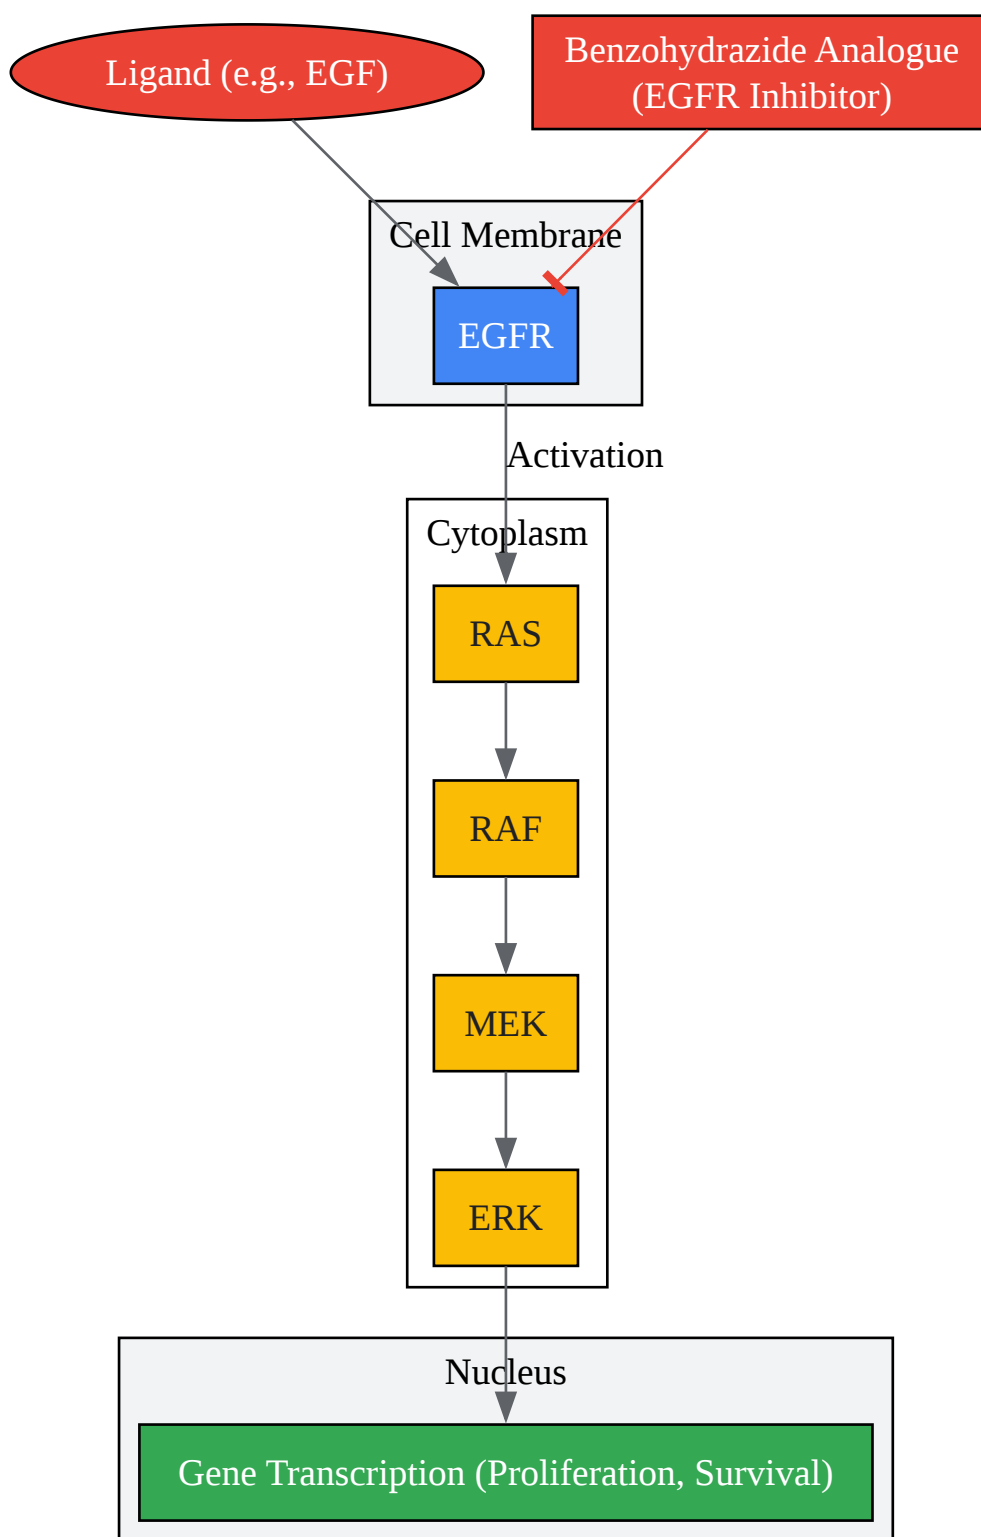 Ligand (e.g., EGF)
Benzohydrazide Analogue
(EGFR Inhibitor)
Cell Membrane
EGFR
Activation
Cytoplasm
RAS
RAF
MEK
ERK
Nucleus
Gene Transcription (Proliferation, Survival)